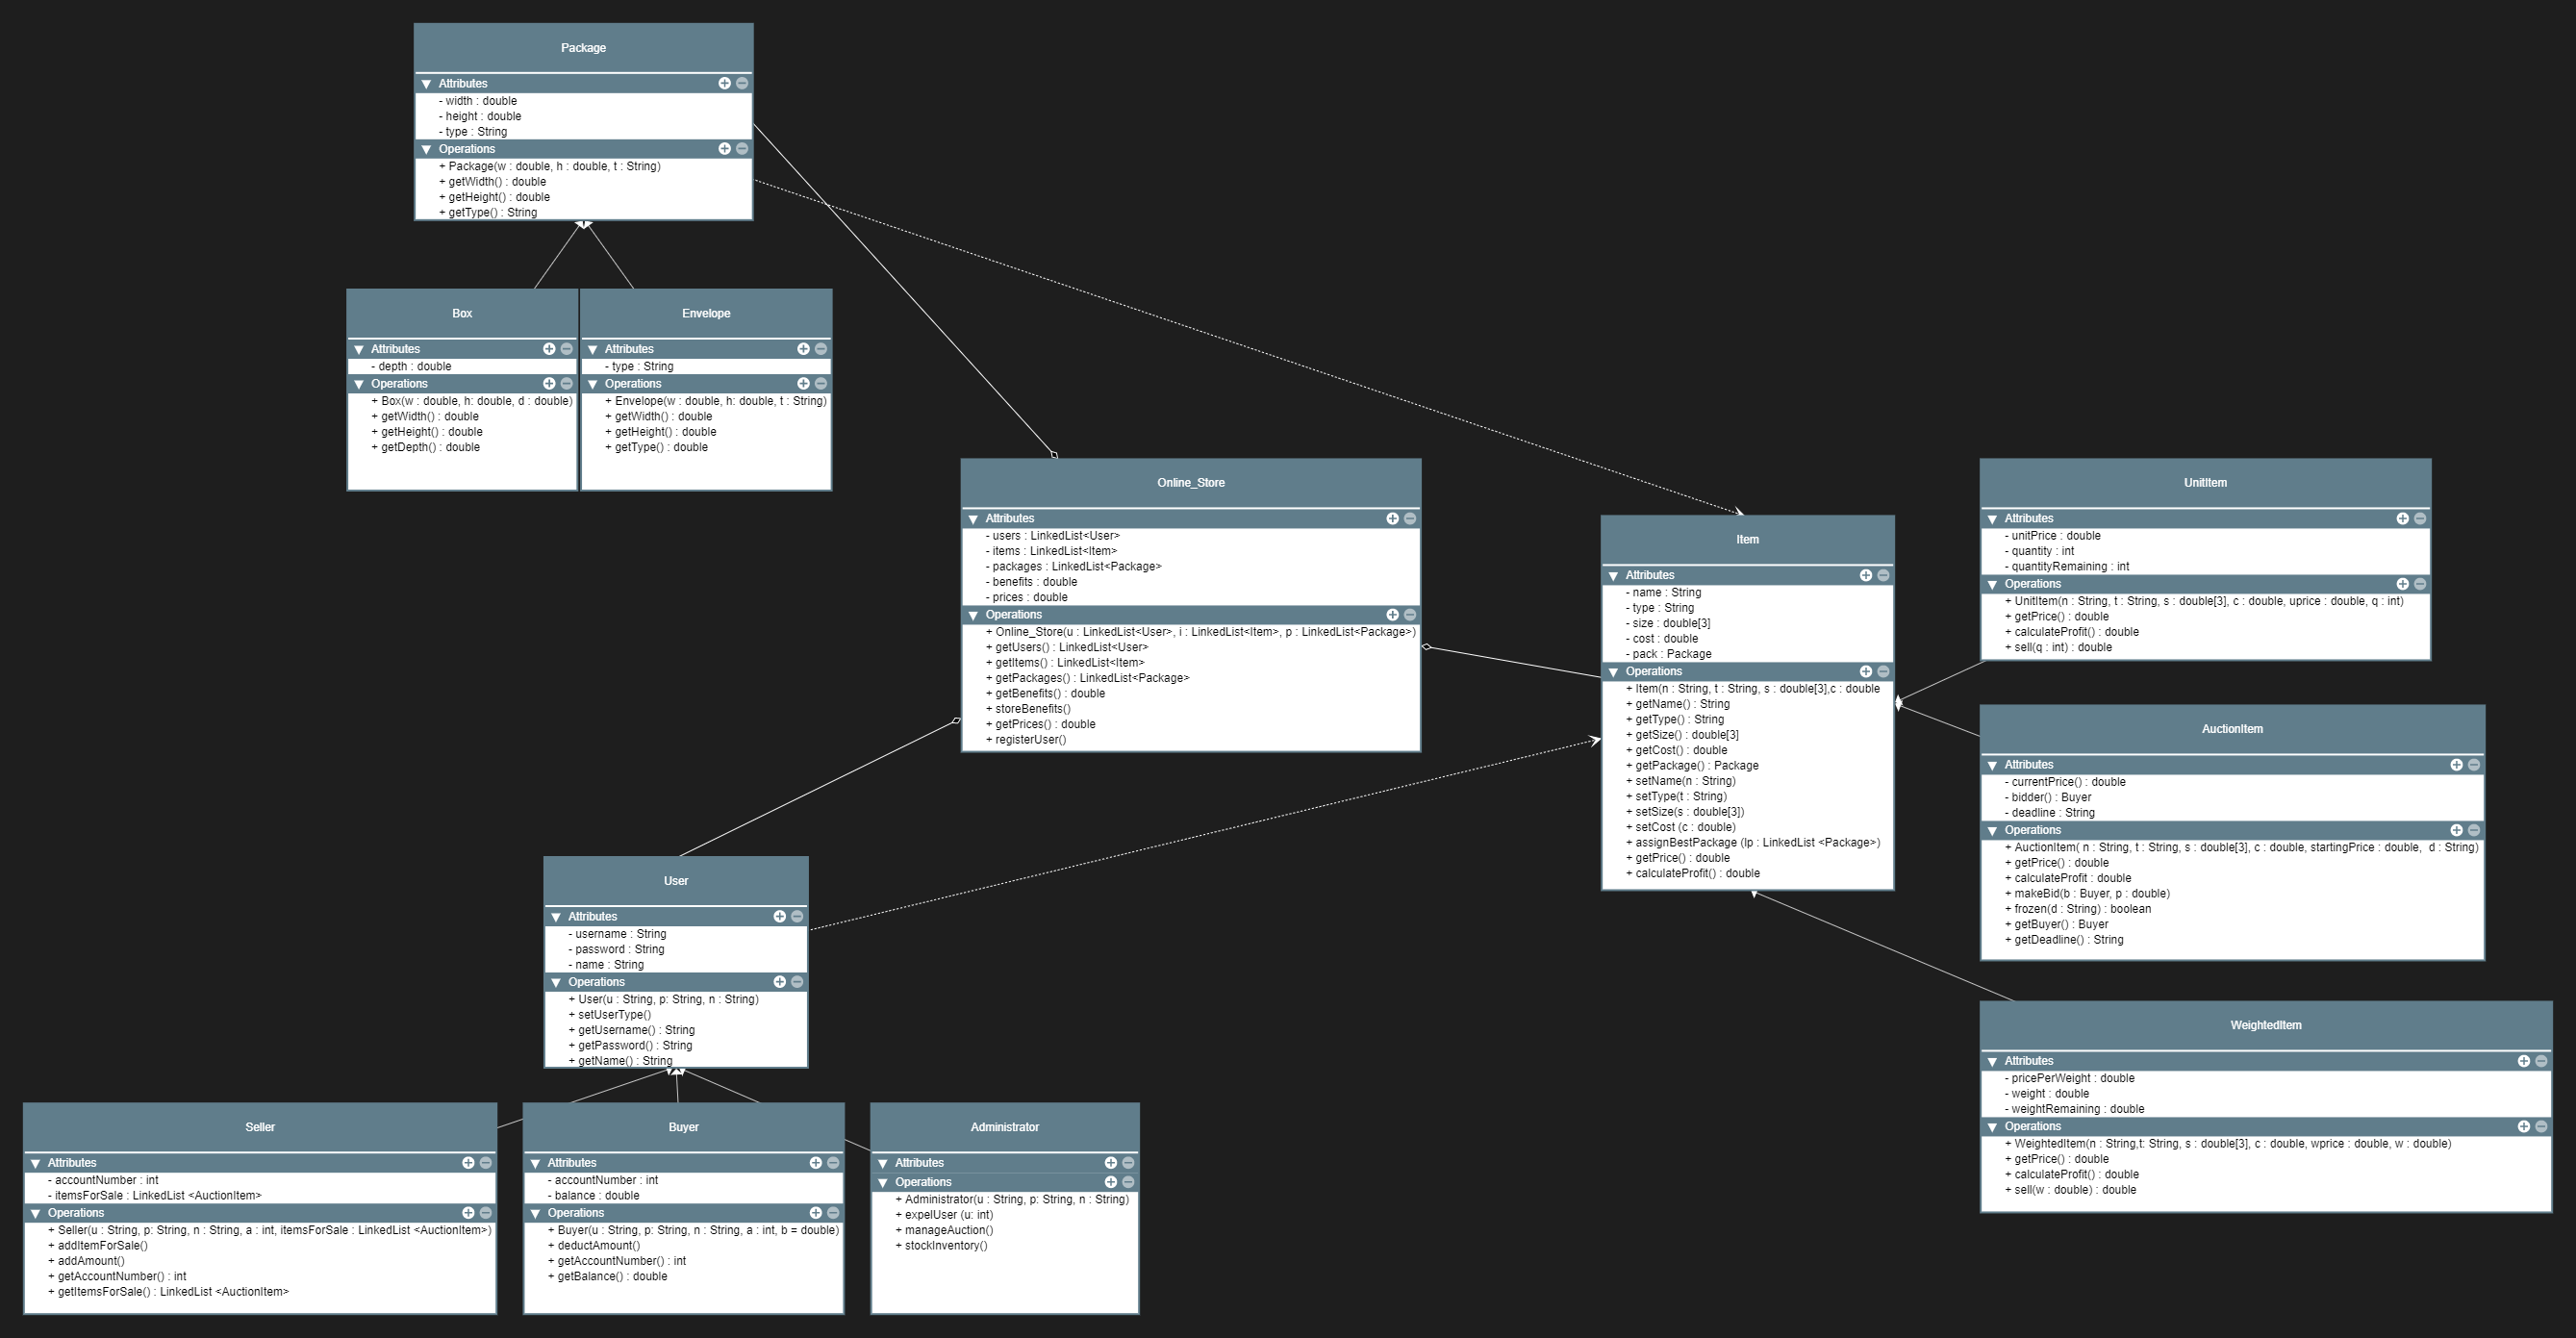 Package
Attributes
- width : double
- height : double
- type : String
Operations
+ Package(w : double, h : double, t : String)
+ getWidth() : double
+ getHeight() : double
+ getType() : String
Box
Attributes
- depth : double
Operations
+ Box(w : double, h: double, d : double)
+ getWidth() : double
+ getHeight() : double
+ getDepth() : double
Envelope
Attributes
- type : String
Operations
+ Envelope(w : double, h: double, t : String)
+ getWidth() : double
+ getHeight() : double
+ getType() : double
Online_Store
Attributes
- users : LinkedList<User>
- items : LinkedList<Item>
- packages : LinkedList<Package>
- benefits : double
- prices : double
Operations
+ Online_Store(u : LinkedList<User>, i : LinkedList<Item>, p : LinkedList<Package>)
+ getUsers() : LinkedList<User>
+ getItems() : LinkedList<Item>
+ getPackages() : LinkedList<Package>
+ getBenefits() : double
+ storeBenefits()
+ getPrices() : double
+ registerUser()
Item
Attributes
- name : String
- type : String
- size : double[3]
- cost : double
- pack : Package
Operations
+ Item(n : String, t : String, s : double[3],c : double
+ getName() : String
+ getType() : String
+ getSize() : double[3]
+ getCost() : double
+ getPackage() : Package
+ setName(n : String)
+ setType(t : String)
+ setSize(s : double[3])
+ setCost (c : double)
+ assignBestPackage (lp : LinkedList <Package>)
+ getPrice() : double
+ calculateProfit() : double
UnitItem
Attributes
- unitPrice : double
- quantity : int
- quantityRemaining : int
Operations
+ UnitItem(n : String, t : String, s : double[3], c : double, uprice : double, q : int)
+ getPrice() : double
+ calculateProfit() : double
+ sell(q : int) : double
AuctionItem
Attributes
- currentPrice() : double
- bidder() : Buyer
- deadline : String
Operations
+ AuctionItem( n : String, t : String, s : double[3], c : double, startingPrice : double,  d : String)
+ getPrice() : double
+ calculateProfit : double
+ makeBid(b : Buyer, p : double)
+ frozen(d : String) : boolean
+ getBuyer() : Buyer
+ getDeadline() : String
WeightedItem
Attributes
- pricePerWeight : double
- weight : double
- weightRemaining : double
Operations
+ WeightedItem(n : String,t: String, s : double[3], c : double, wprice : double, w : double)
+ getPrice() : double
+ calculateProfit() : double
+ sell(w : double) : double
User
Attributes
- username : String
- password : String
- name : String
Operations
+ User(u : String, p: String, n : String)
+ setUserType()
+ getUsername() : String
+ getPassword() : String
+ getName() : String
Seller
Attributes
- accountNumber : int
- itemsForSale : LinkedList <AuctionItem>
Operations
+ Seller(u : String, p: String, n : String, a : int, itemsForSale : LinkedList <AuctionItem>)
+ addItemForSale()
+ addAmount()
+ getAccountNumber() : int
+ getItemsForSale() : LinkedList <AuctionItem>
Buyer
Attributes
- accountNumber : int
- balance : double
Operations
+ Buyer(u : String, p: String, n : String, a : int, b = double)
+ deductAmount()
+ getAccountNumber() : int
+ getBalance() : double
Administrator
Attributes
Operations
+ Administrator(u : String, p: String, n : String)
+ expelUser (u: int)
+ manageAuction()
+ stockInventory()